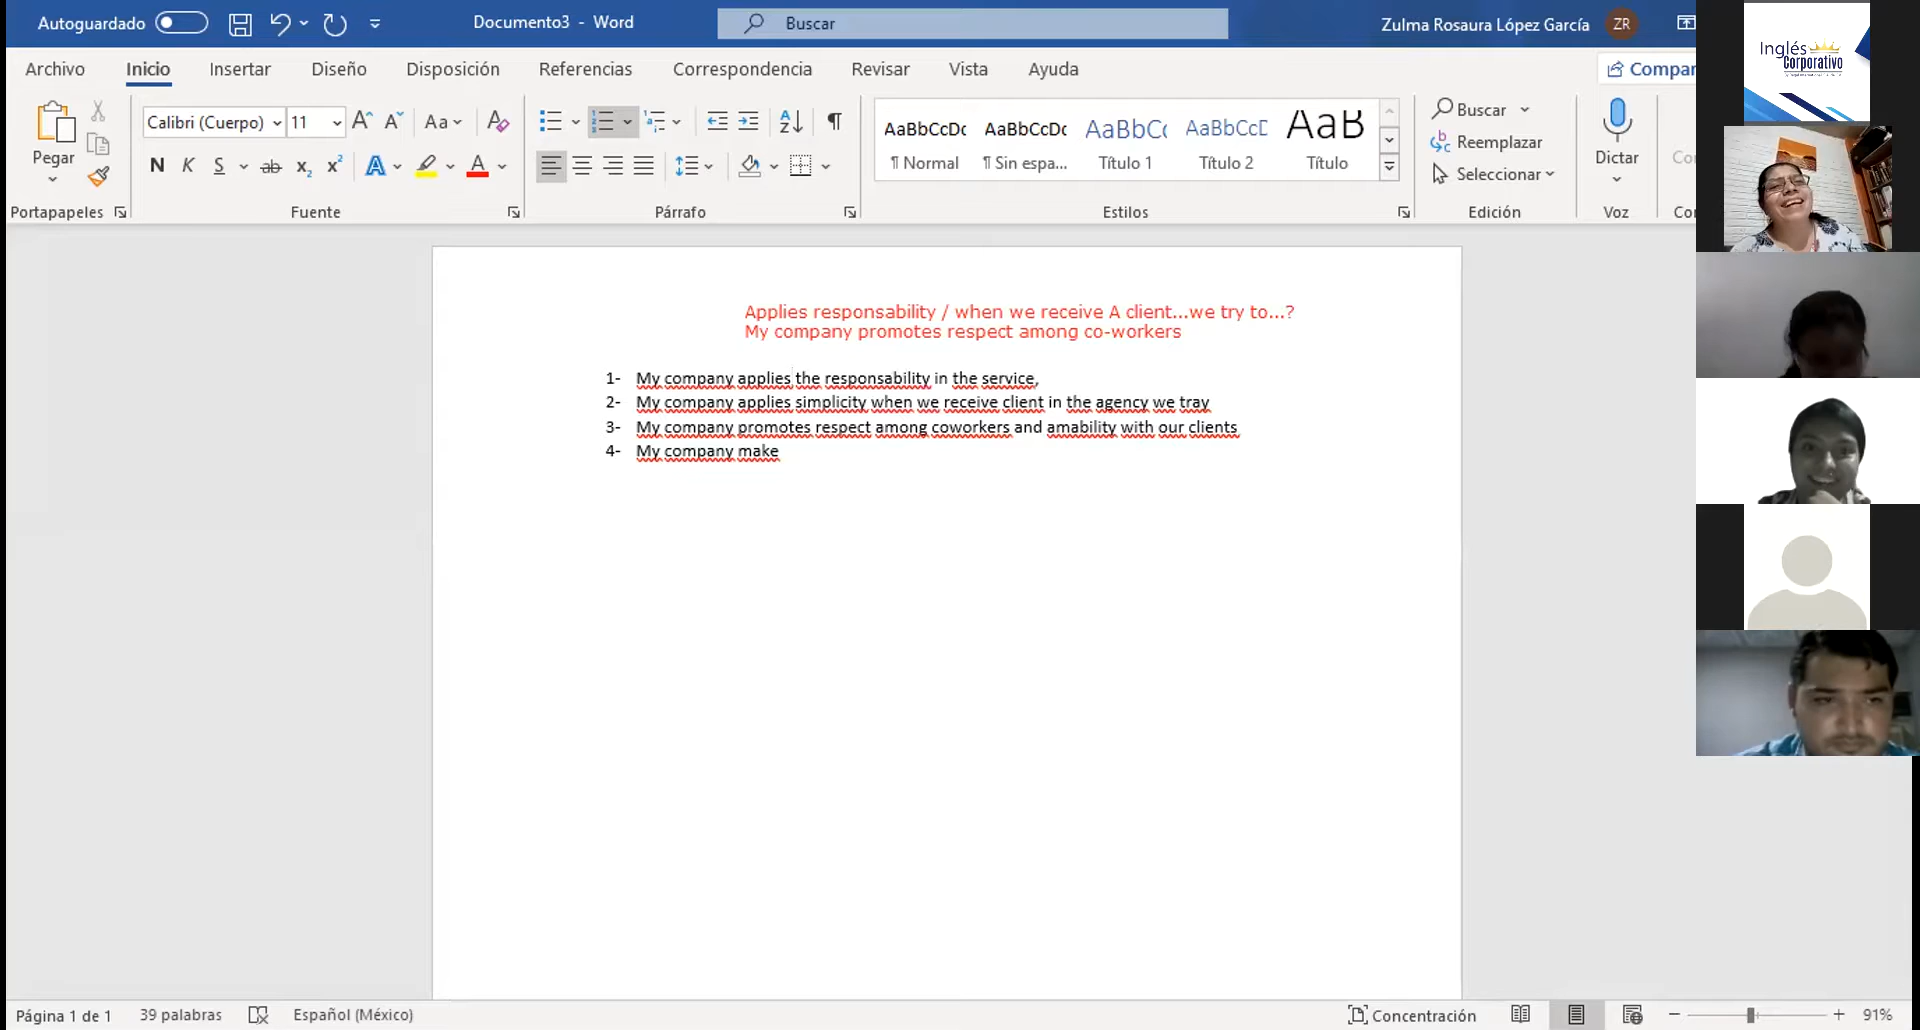 Autoguardado
Documento3 - Word
Buscar
Zulma Rosaura López García
ZR
Archivo
Inicio
Insertar
Diseño
Disposición
Referencias
Correspondencia
Revisar
Vista
Ayuda
Compar
Pegar
Calibri (Cuerpo)
11
Aa
N K S ab x₂ x²
AaBbCcDc
AaBbCcDc
AaBbCc
AaBbCcD
AaB
¶ Normal
¶ Sin espa...
Título 1
Título 2
Título
Buscar
Reemplazar
Seleccionar
Dictar
Portapapeles
Fuente
Párrafo
Estilos
Edición
Voz
Inglés
Corporativo
Applies responsability / when we receive A client...we try to...?
My company promotes respect among co-workers
1- My company applies the responsability in the service,
2- My company applies simplicity when we receive client in the agency we tray
3- My company promotes respect among coworkers and amability with our clients
4- My company make
Página 1 de 1
39 palabras
Español (México)
Concentración
91%